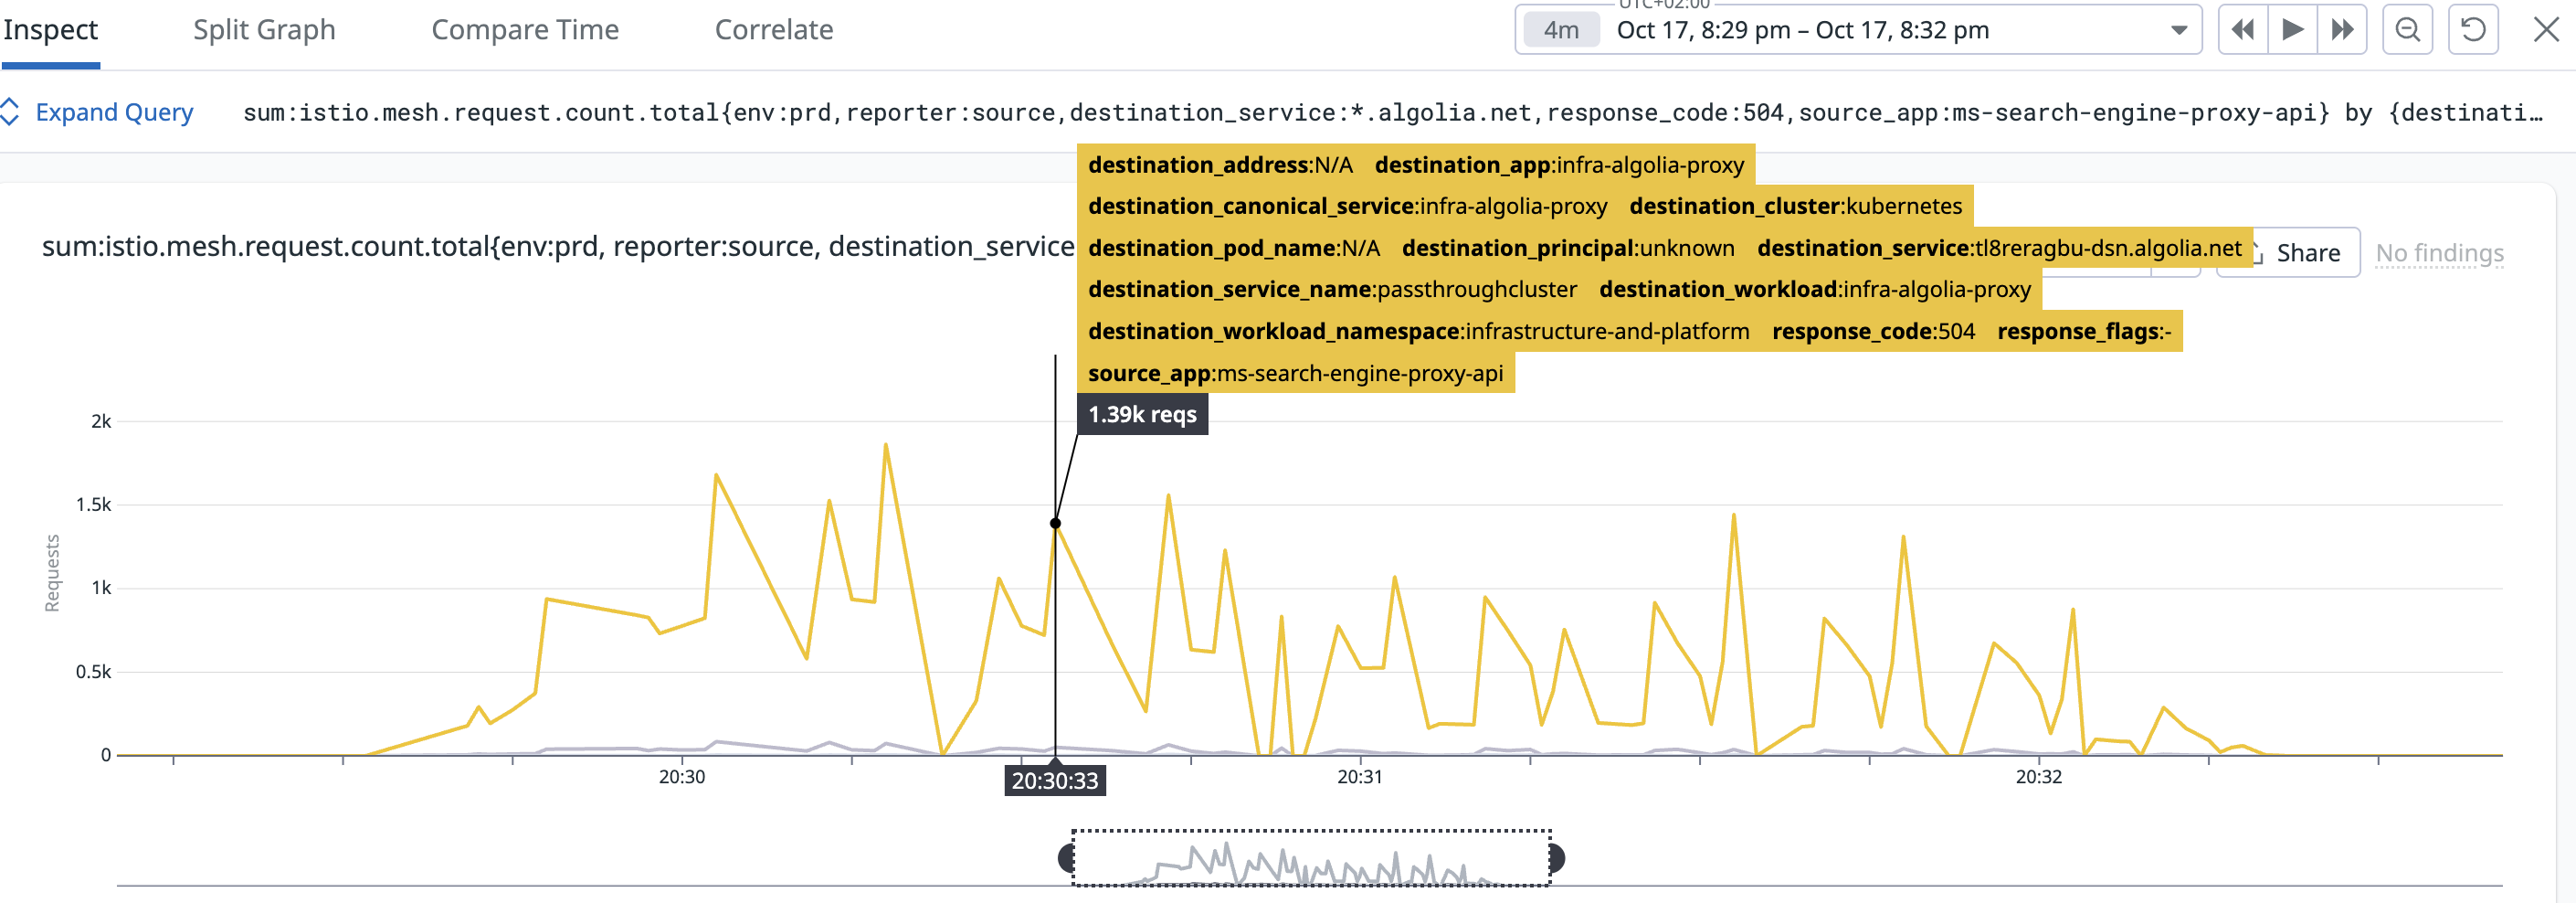 UTC+02:00
Inspect Split Graph Compare Time Correlate 4m Oct 17, 8:29 pm – Oct 17, 8:32 pm
Expand Query sum:istio.mesh.request.count.total{env:prd,reporter:source,destination_service:*.algolia.net,response_code:504,source_app:ms-search-engine-proxy-api} by {destinati…
destination_address:N/A destination_app:infra-algolia-proxy
destination_canonical_service:infra-algolia-proxy destination_cluster:kubernetes
sum:istio.mesh.request.count.total{env:prd, reporter:source, destination_service
destination_pod_name:N/A destination_principal:unknown destination_service:tl8reragbu-dsn.algolia.net
Share No findings
destination_service_name:passthroughcluster destination_workload:infra-algolia-proxy
destination_workload_namespace:infrastructure-and-platform response_code:504 response_flags:-
source_app:ms-search-engine-proxy-api
1.39k reqs
2k
1.5k
1k
0.5k
0
Requests
20:30 20:30:33 20:31 20:32